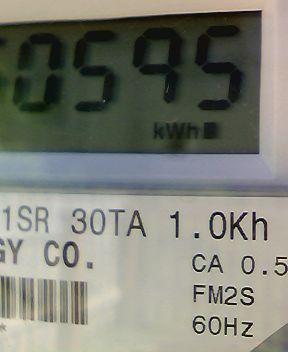 0595
kWh
1SR 30TA 1.0Kh
GY CO.
CA 0.5
FM2S
60Hz